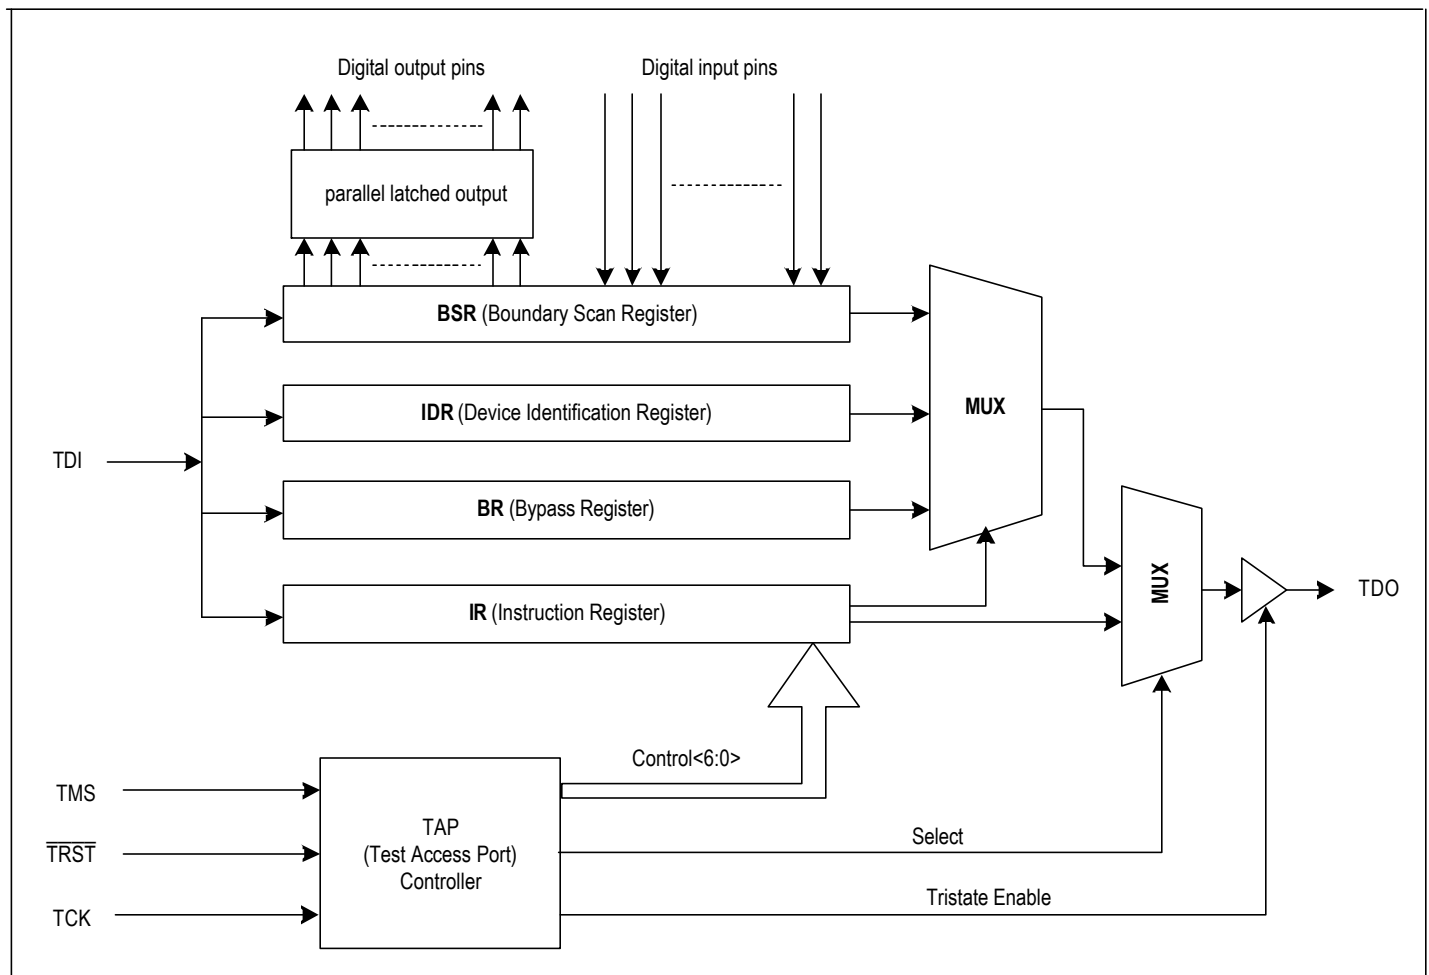 Digital output pins
Digital input pins
parallel latched output
BSR (Boundary Scan Register)
IDR (Device Identification Register)
MUX
TDI
BR (Bypass Register)
MUX
TDO
IR (Instruction Register)
Control<6:0>
TMS
TAP
(Test Access Port)
Controller
TRST
Select
TCK
Tristate Enable